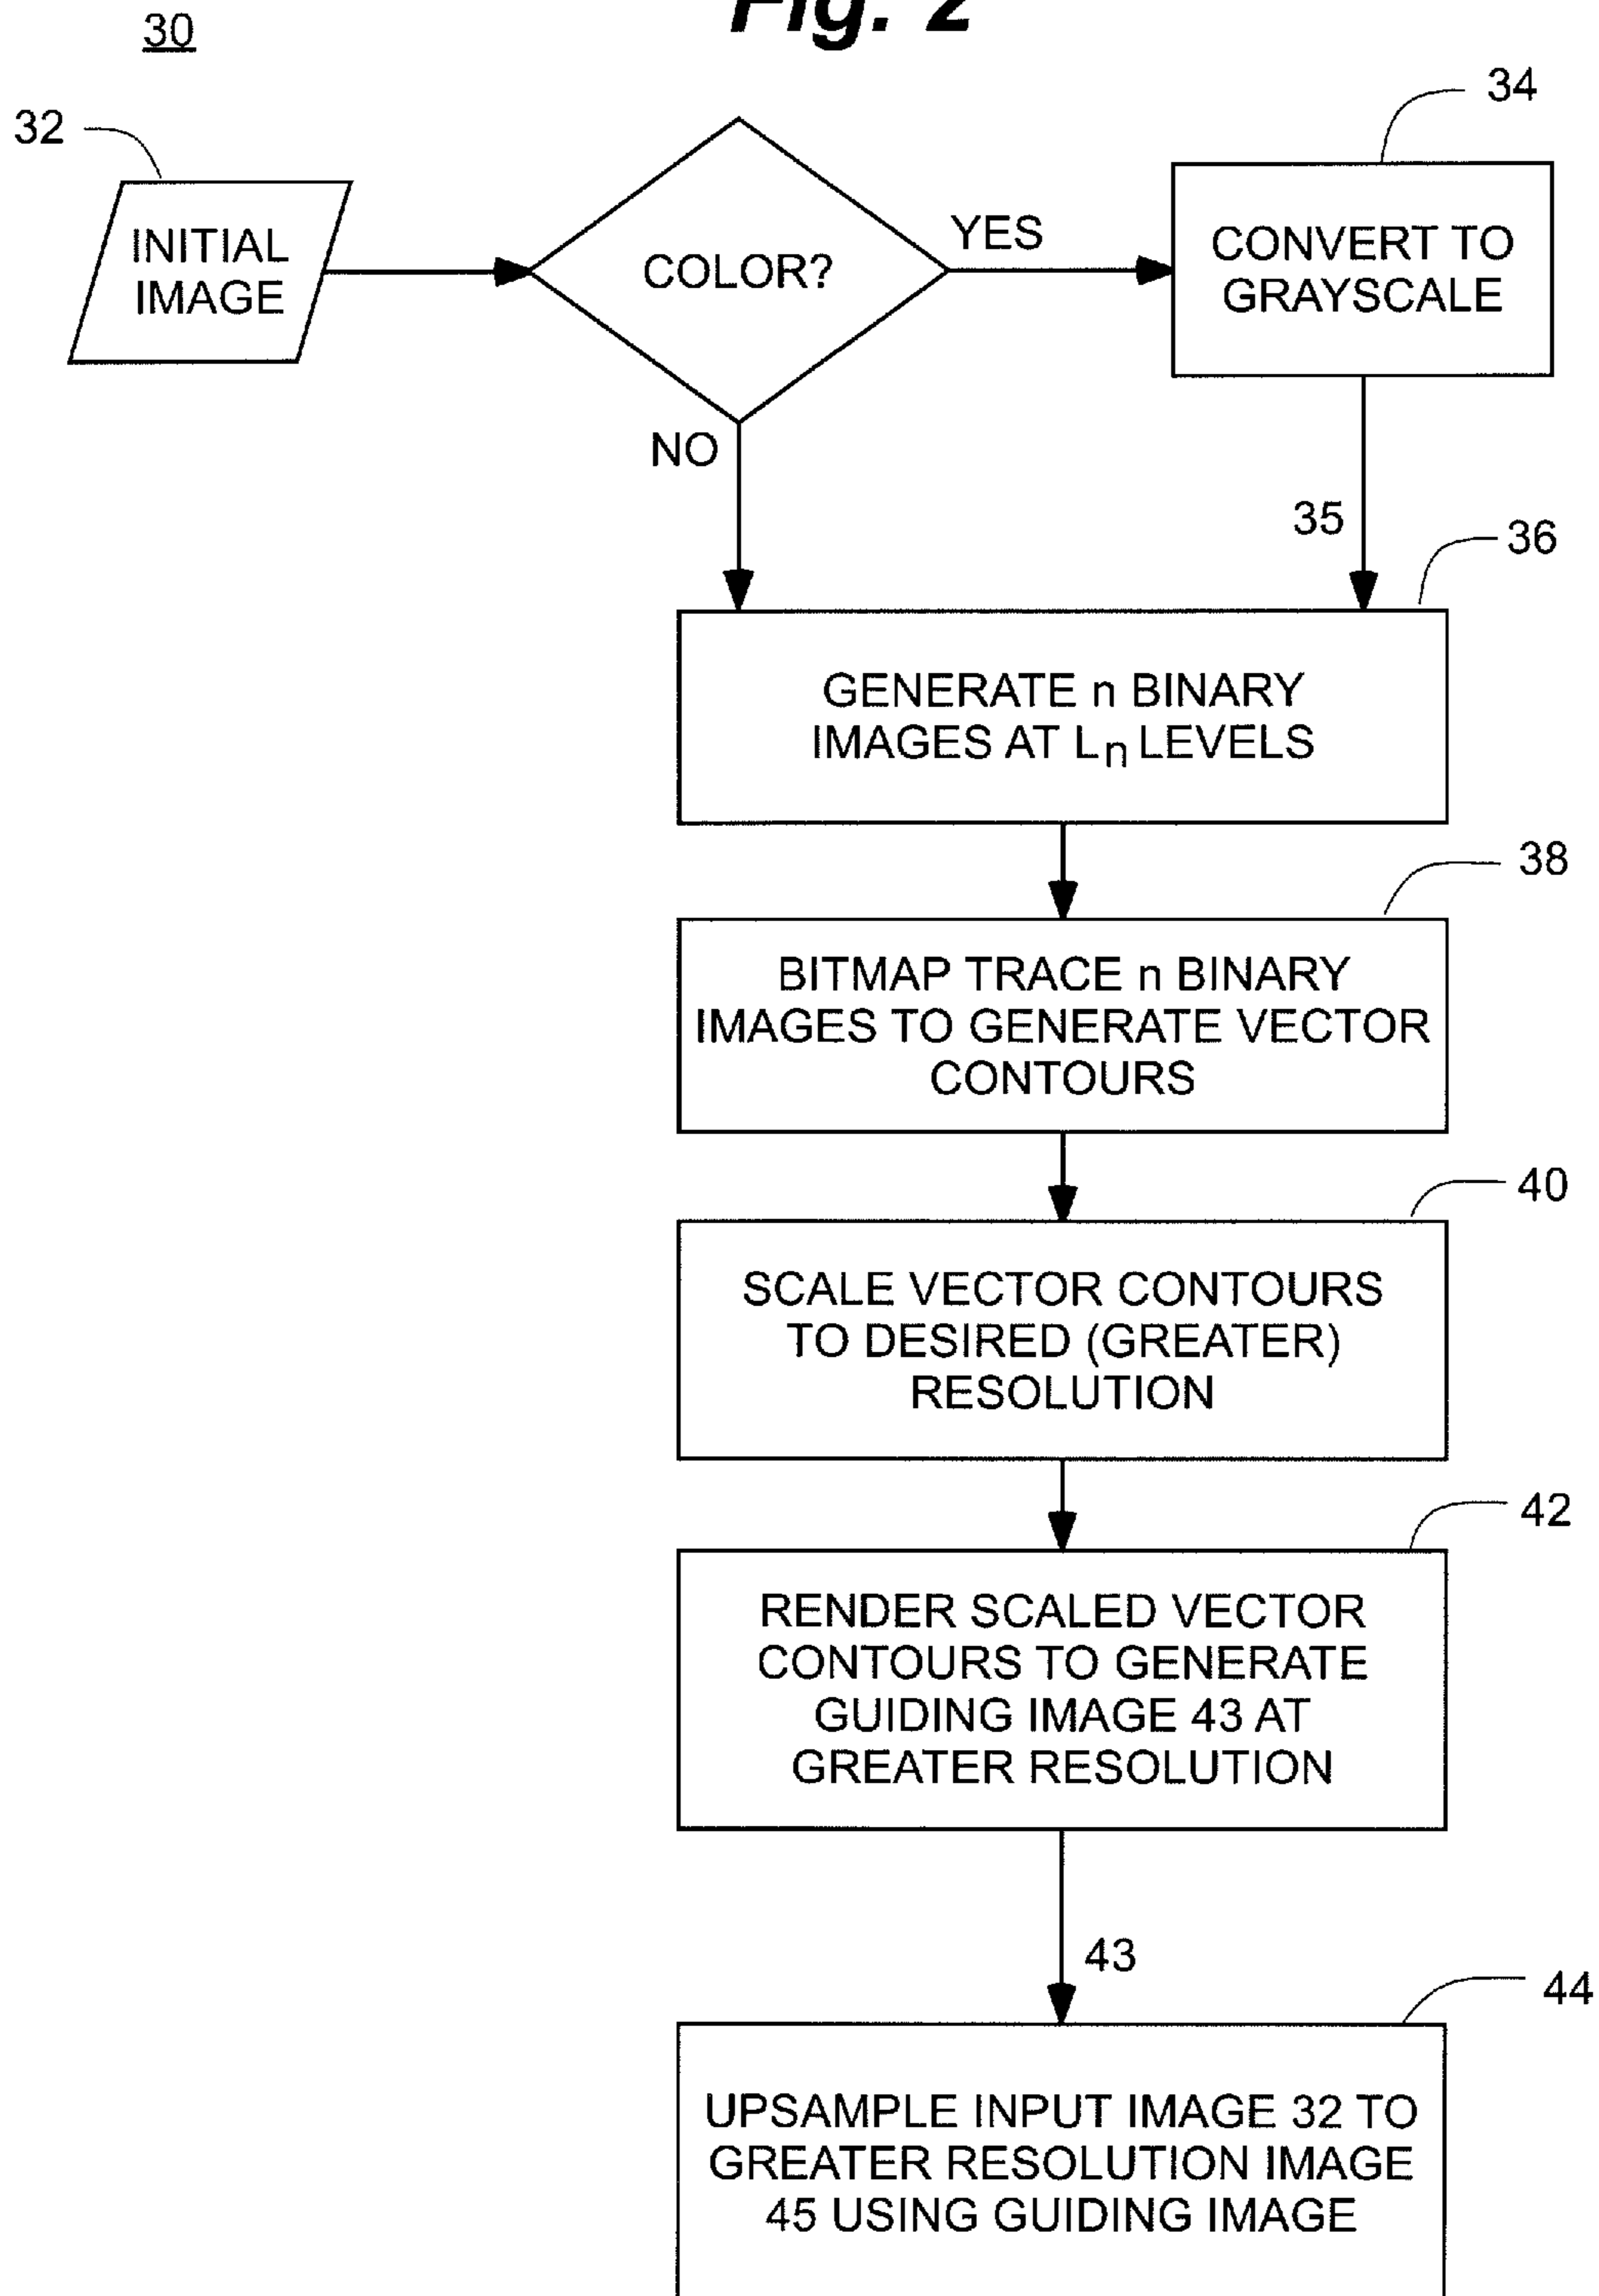 Fig. 2
30
32
34
INITIAL
IMAGE
COLOR?
YES
CONVERT TO
GRAYSCALE
NO
35
36
GENERATE n BINARY
IMAGES AT Ln LEVELS
38
BITMAP TRACE n BINARY
IMAGES TO GENERATE VECTOR
CONTOURS
40
SCALE VECTOR CONTOURS
TO DESIRED (GREATER)
RESOLUTION
42
RENDER SCALED VECTOR
CONTOURS TO GENERATE
GUIDING IMAGE 43 AT
GREATER RESOLUTION
43
44
UPSAMPLE INPUT IMAGE 32 TO
GREATER RESOLUTION IMAGE
45 USING GUIDING IMAGE